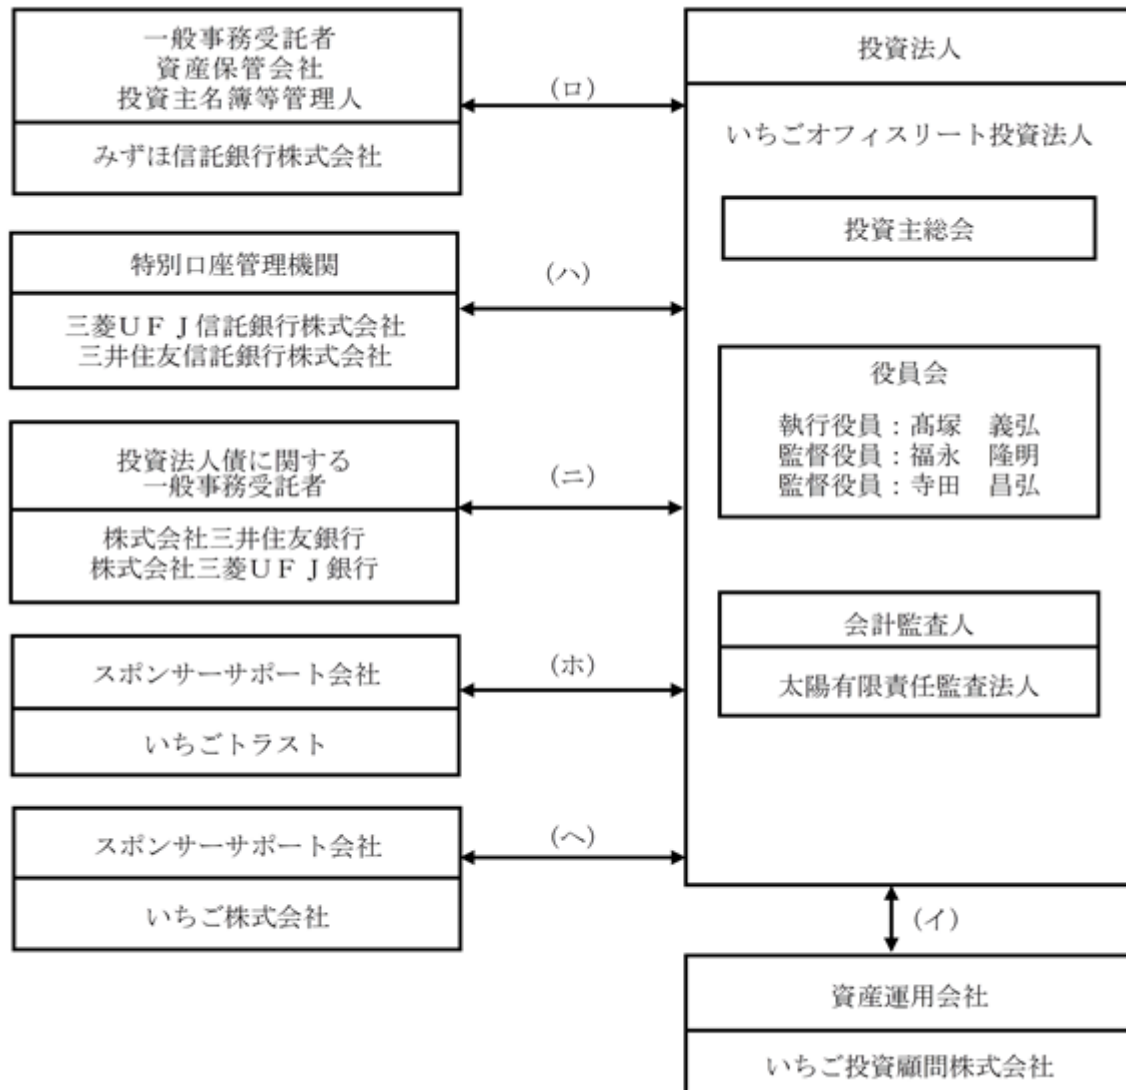 一般事務受託者
資産保管会社
投資主名簿等管理人
みずほ信託銀行株式会社
(ロ)
特別口座管理機関
三菱UFJ信託銀行株式会社
三井住友信託銀行株式会社
(ハ)
投資法人債に関する
一般事務受託者
株式会社三井住友銀行
株式会社三菱UFJ銀行
(ニ)
スポンサーサポート会社
いちごトラスト
(ホ)
スポンサーサポート会社
いちご株式会社
(ヘ)
投資法人
いちごオフィスリート投資法人
投資主総会
役員会
執行役員：髙塚　義弘
監督役員：福永　隆明
監督役員：寺田　昌弘
会計監査人
太陽有限責任監査法人
(イ)
資産運用会社
いちご投資顧問株式会社